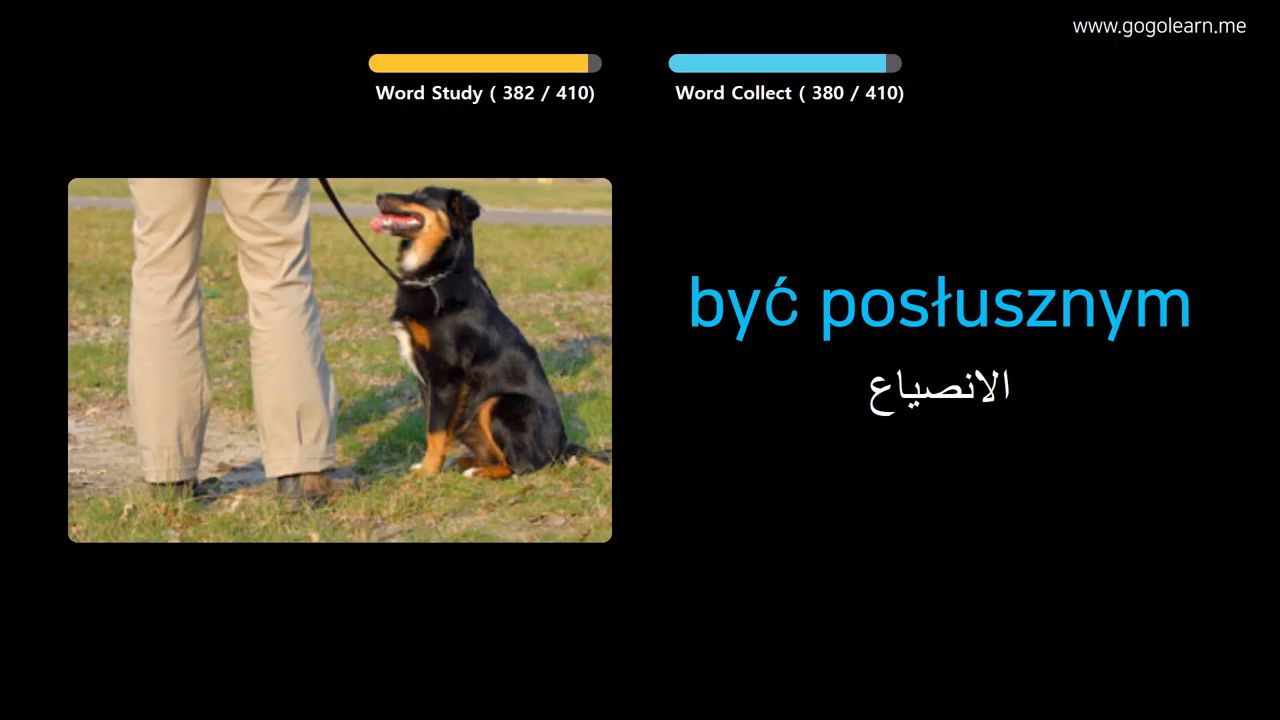 www.gogolearn.me
Word Study ( 382 / 410)
Word Collect ( 380 / 410)
być posłusznym
الانصياع